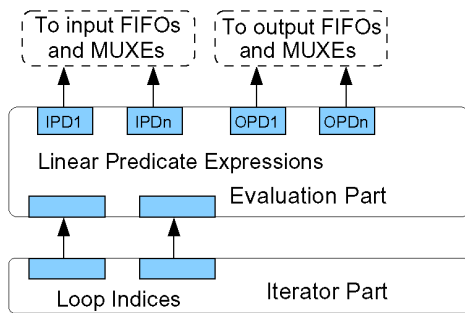 To input FIFOs
and MUXEs
To output FIFOs
and MUXEs
IPD1
IPDn
OPD1
OPDn
Linear Predicate Expressions
Evaluation Part
Loop Indices
Iterator Part